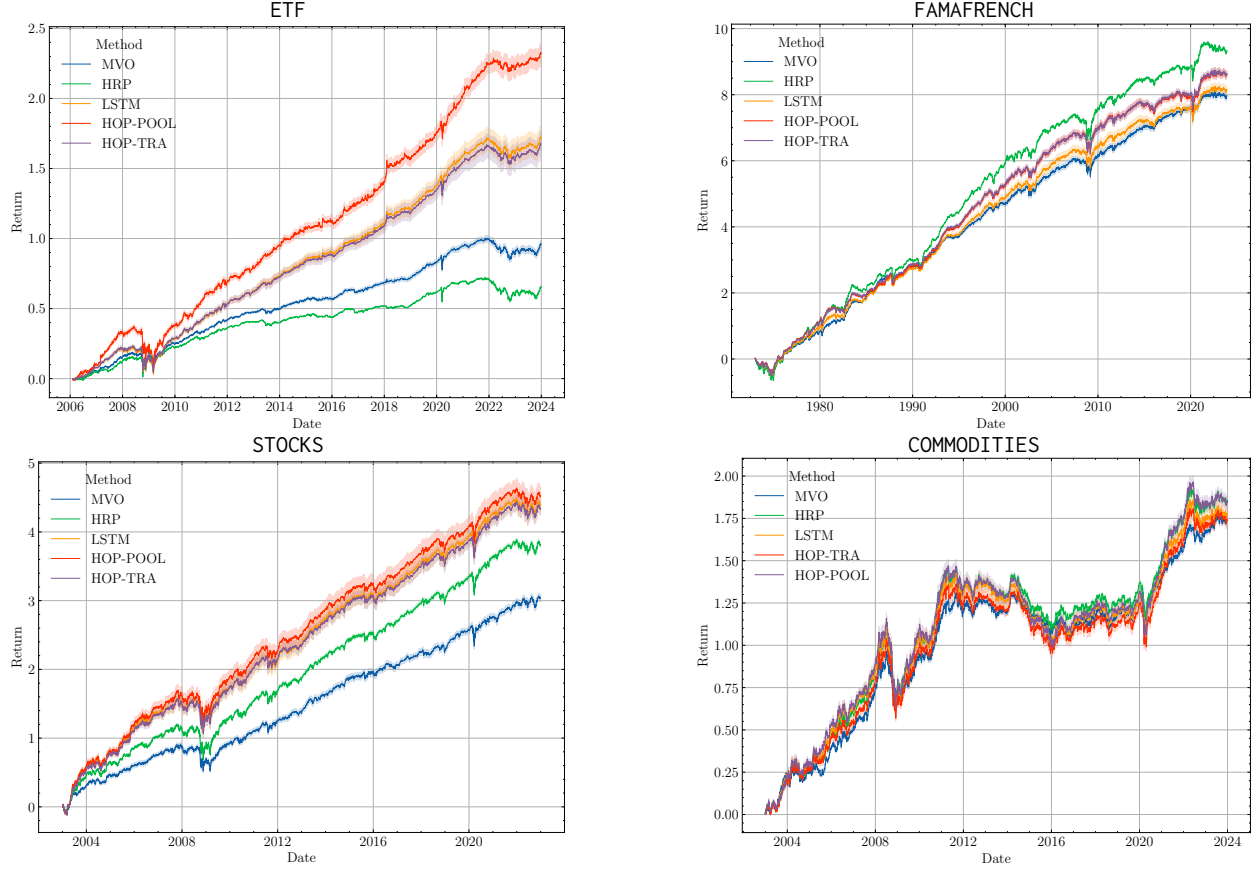 ETF
2.5
2.0
1.5
1.0
0.5
0.0
Return
Method
MVO
HRP
LSTM
HOP-POOL
HOP-TRA
2006 2008 2010 2012 2014 2016 2018 2020 2022 2024
Date
FAMAFRENCH
10
8
6
4
2
0
Return
Method
MVO
HRP
LSTM
HOP-POOL
HOP-TRA
1980 1990 2000 2010 2020
Date
STOCKS
5
4
3
2
1
0
Return
Method
MVO
HRP
LSTM
HOP-POOL
HOP-TRA
2004 2008 2012 2016 2020
Date
COMMODITIES
2.00
1.75
1.50
1.25
1.00
0.75
0.50
0.25
0.00
Return
Method
MVO
HRP
LSTM
HOP-TRA
HOP-POOL
2004 2008 2012 2016 2020 2024
Date